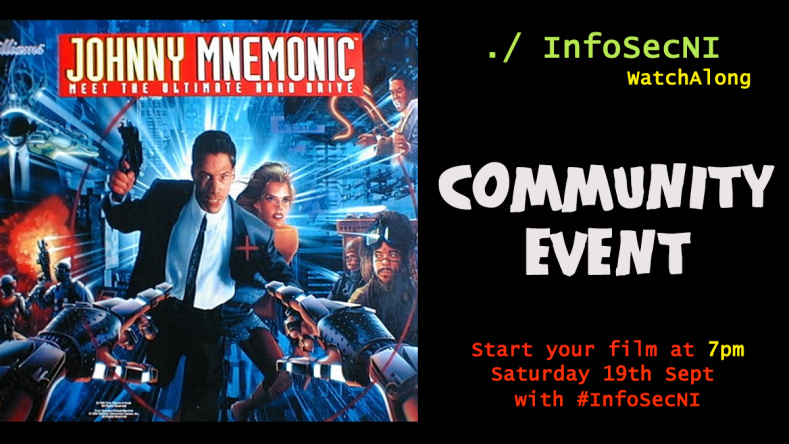 JOHNNY MNEMONIC
MEET THE ULTIMATE HARD DRIVE
./ InfoSecNI
WatchAlong
COMMUNITY
EVENT
Start your film at 7pm
Saturday 19th Sept
with #InfoSecNI